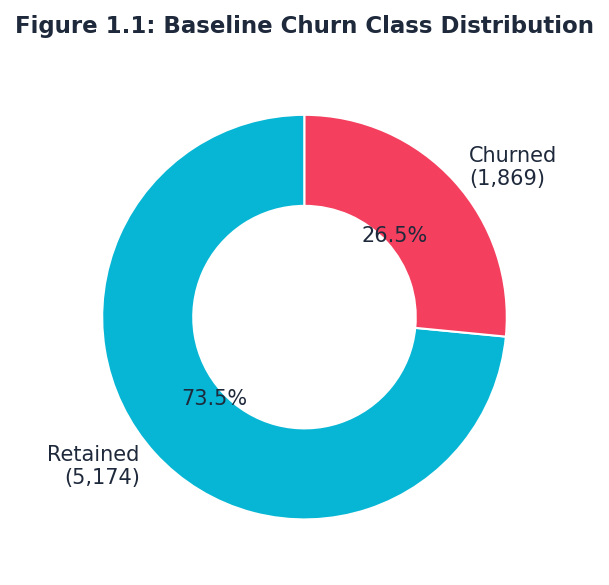 Figure 1.1: Baseline Churn Class Distribution
Churned
(1,869)
26.5%
73.5%
Retained
(5,174)